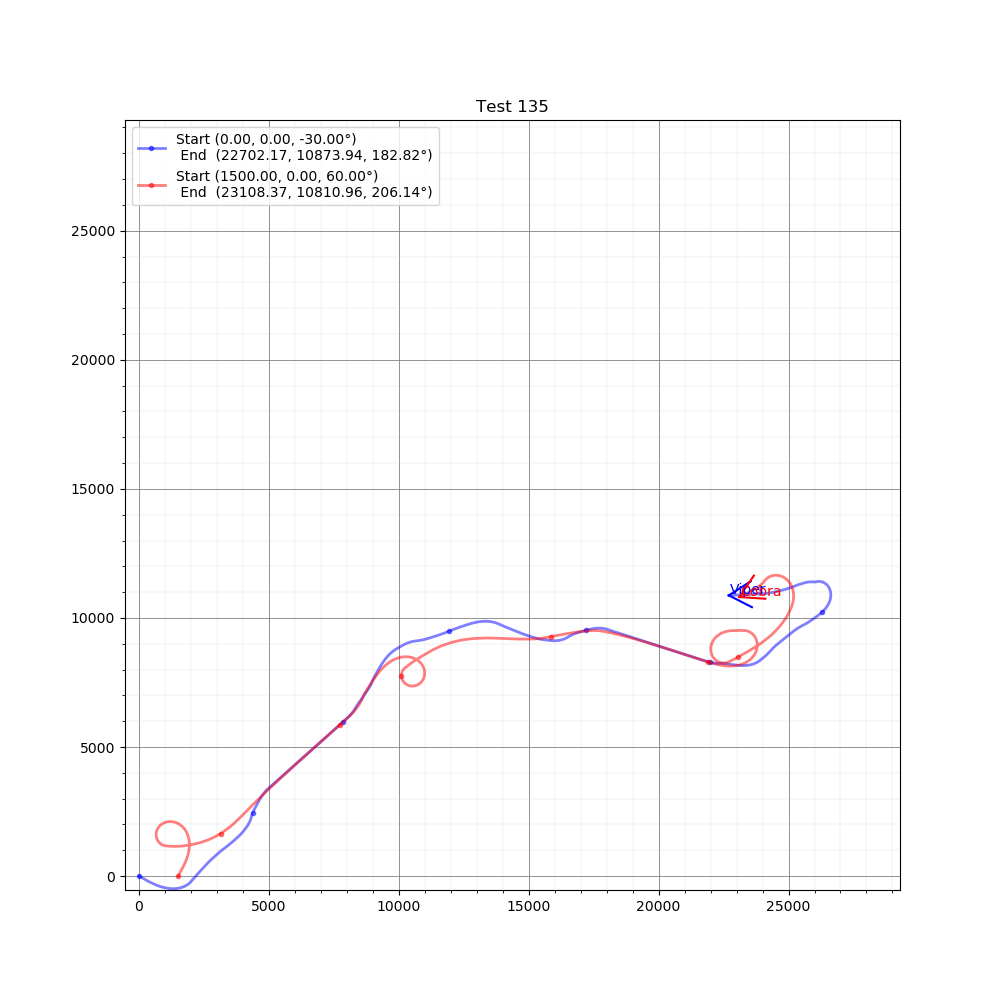 Test 135
Start (0.00, 0.00, -30.00°)
End  (22702.17, 10873.94, 182.82°)
Start (1500.00, 0.00, 60.00°)
End  (23108.37, 10810.96, 206.14°)
25000
20000
15000
10000
5000
0
Viper
Cobra
0 5000 10000 15000 20000 25000